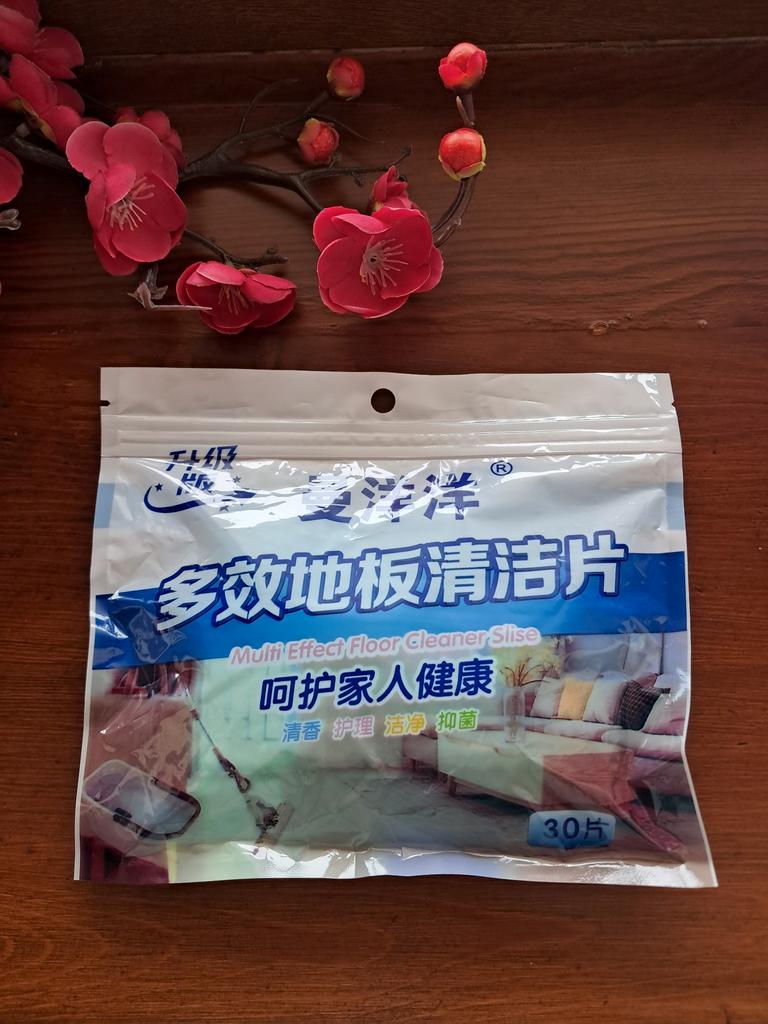 升级
版
曼洋洋®
多效地板清洁片
Multi Effect Floor Cleaner Slise
呵护家人健康
清香 护理 洁净 抑菌
30片